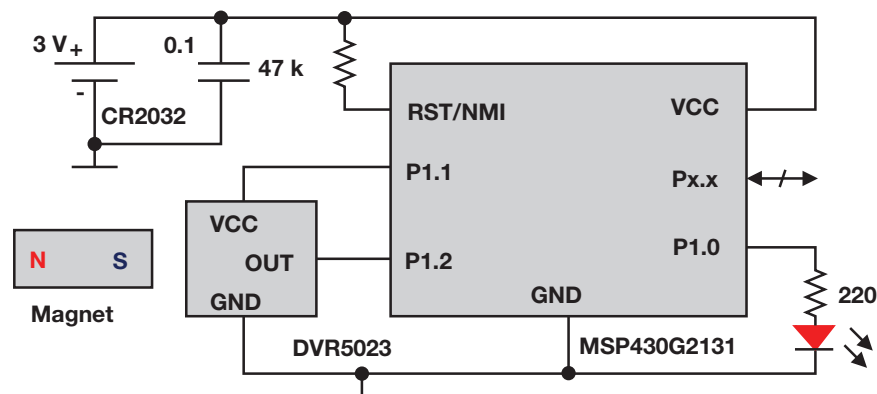 3 V
+
-
0.1
47 k
CR2032
RST/NMI
VCC
P1.1
Px.x
VCC
OUT
GND
P1.2
P1.0
GND
N S
Magnet
220
DVR5023
MSP430G2131